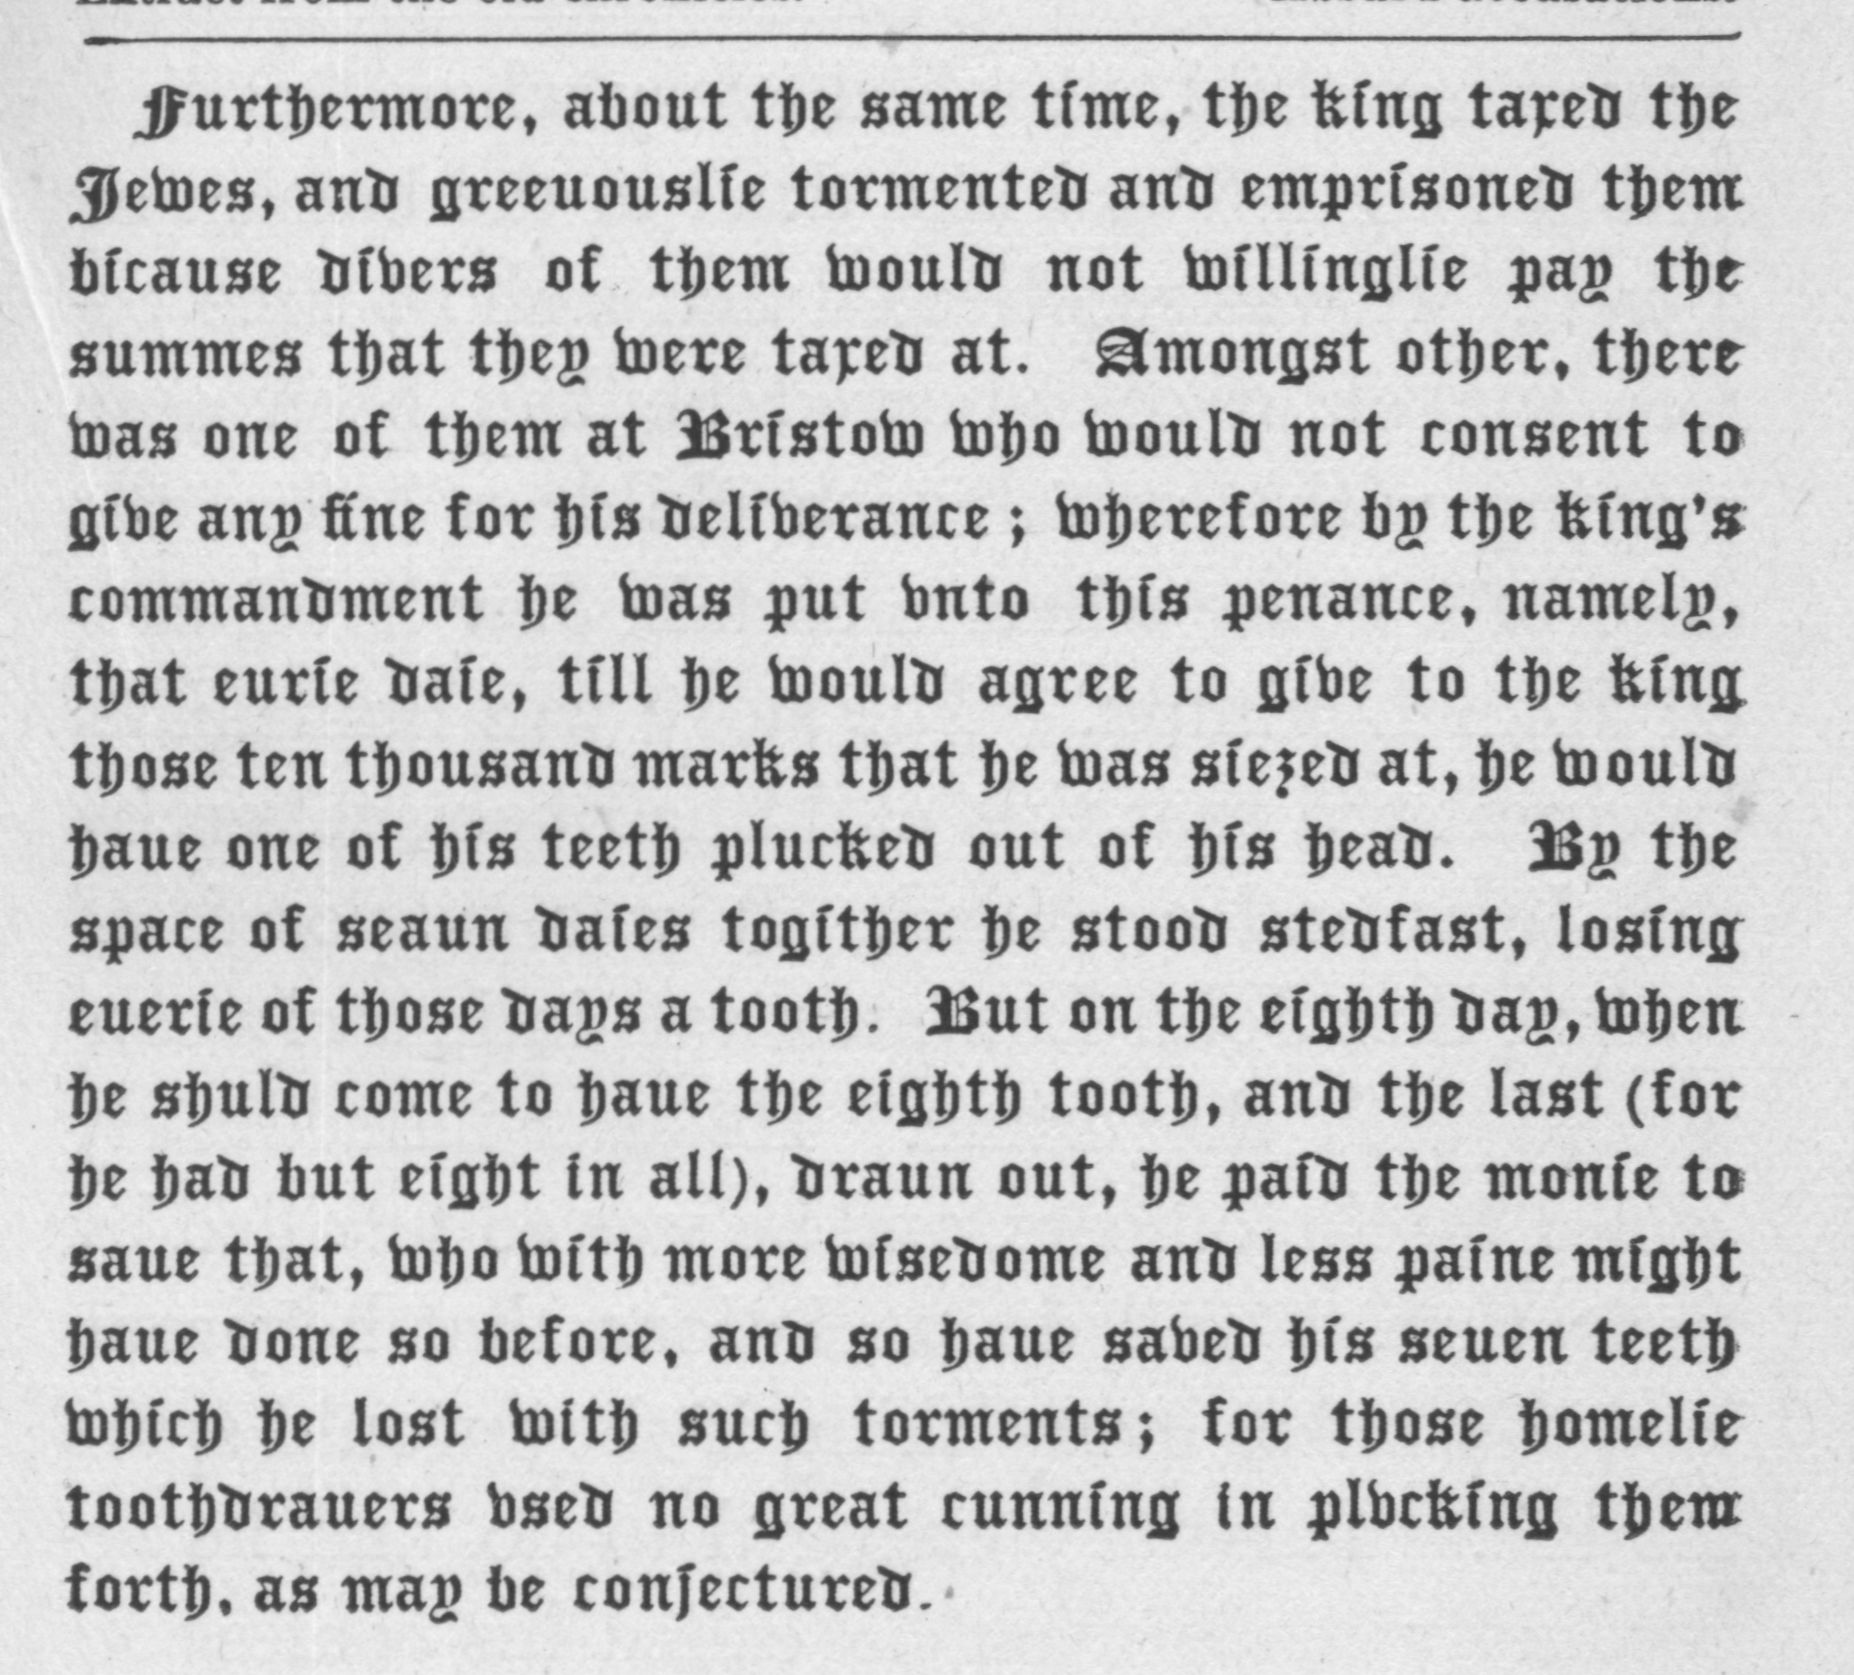 Furthermore, about the same time, the king taxed the
Jewes, and greeuouslie tormented and emprisoned them
bicause divers of them would not willinglie pay the
summes that they were taxed at. Amongst other, there
was one of them at Bristow who would not consent to
give any fine for his deliverance; wherefore by the king's
commandment he was put vnto this penance, namely,
that eurie daie, till he would agree to give to the king
those ten thousand marks that he was siezed at, he would
haue one of his teeth plucked out of his head. By the
space of seaun daies togither he stood stedfast, losing
euerie of those days a tooth. But on the eighth day, when
he shuld come to haue the eighth tooth, and the last (for
he had but eight in all), draun out, he paid the monie to
saue that, who with more wisedome and less paine might
haue done so before, and so haue saved his seuen teeth
which he lost with such torments; for those homelie
toothdrauers vsed no great cunning in plvcking them
forth, as may be conjectured.